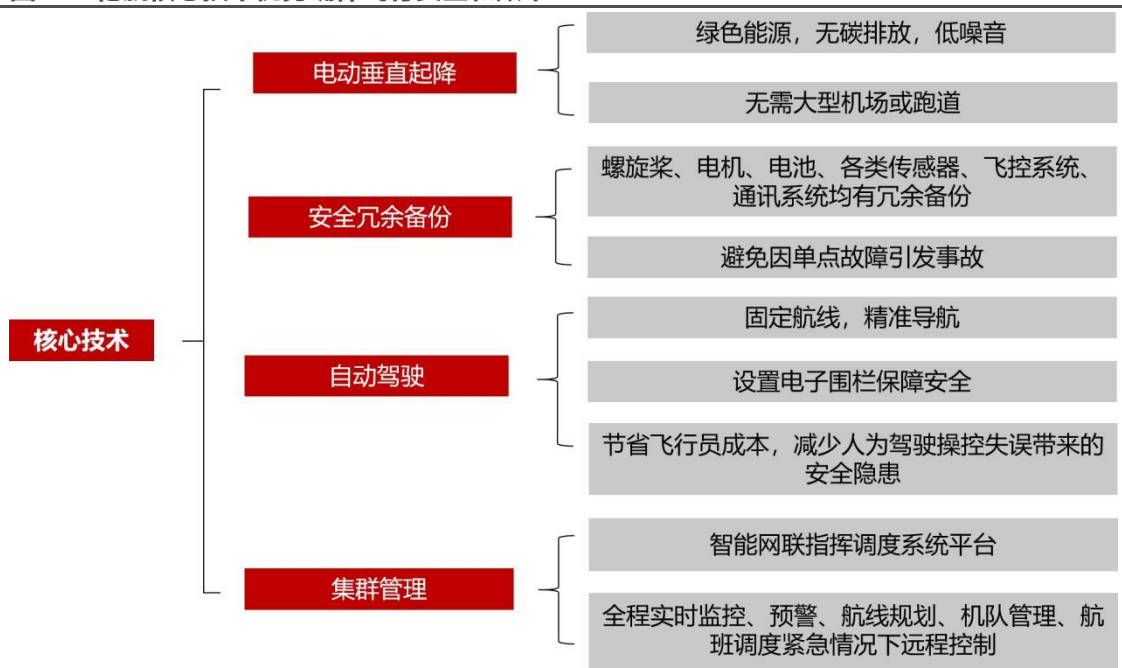 绿色能源，无碳排放，低噪音
电动垂直起降
无需大型机场或跑道
螺旋桨、电机、电池、各类传感器、飞控系统、
通讯系统均有冗余备份
安全冗余备份
避免因单点故障引发事故
核心技术
固定航线，精准导航
自动驾驶
设置电子围栏保障安全
节省飞行员成本，减少人为驾驶操控失误带来的
安全隐患
智能网联指挥调度系统平台
集群管理
全程实时监控、预警、航线规划、机队管理、航
班调度紧急情况下远程控制